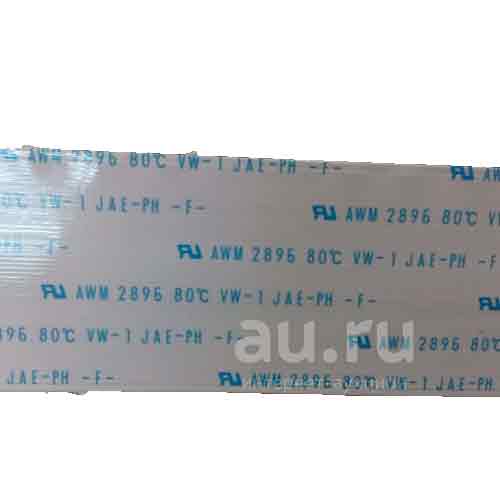 AWM 2896 80℃ VW-1 JAE-PH -F- AW
℃ VW-1 JAE-PH -F- AWM 2896 80℃
AWM 2896 80℃ VW-1 JAE-PH -F
AWM 2896 80℃ VW-1 JAE-PH -F-
2896 80℃ VW-1 JAE-PH -F- AWM 2896 80
au.ru
JAE-PH -F- AWM 2896 80℃ VW-1 JAE-PH